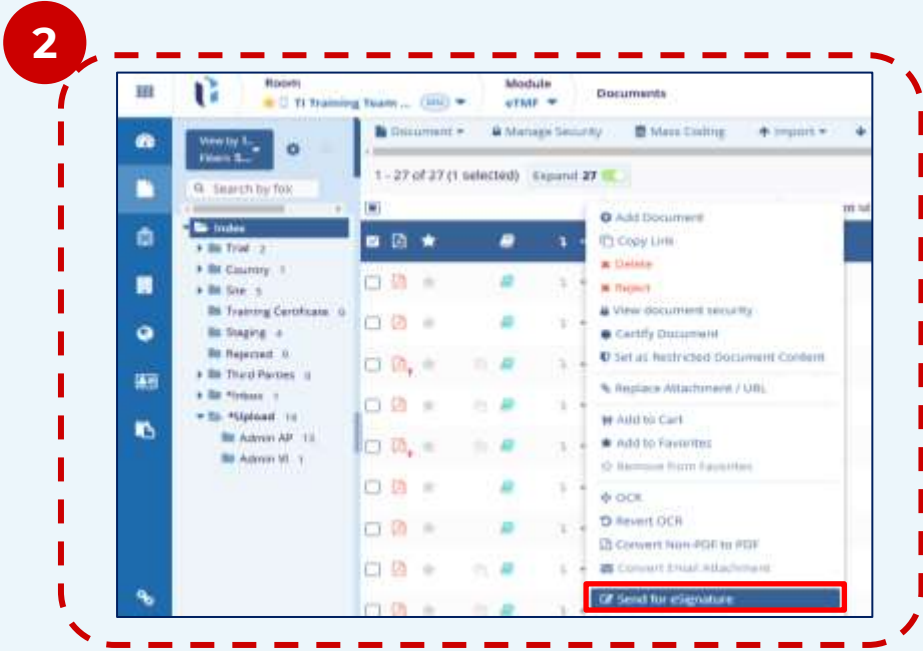 2
Room
Module
TI Training Team ...
eTMF
Documents
Document
Manage Security
Mass Coding
Import
View by
Filters
1 - 27 of 27 (1 selected)
Expand 27
Search by fol
Index
Trial 2
Country 1
Site 5
Training Certificate 0
Staging 4
Rejected 0
Third Parties 0
*Inbox 1
*Upload 14
Admin AP 13
Admin VI 1
Add Document
Copy Link
Delete
Reject
View document security
Certify Document
Set as Restricted Document Content
Replace Attachment / URL
Add to Cart
Add to Favorites
Remove from Favorites
OCR
Revert OCR
Convert Non-PDF to PDF
Convert Email Attachment
Send for eSignature